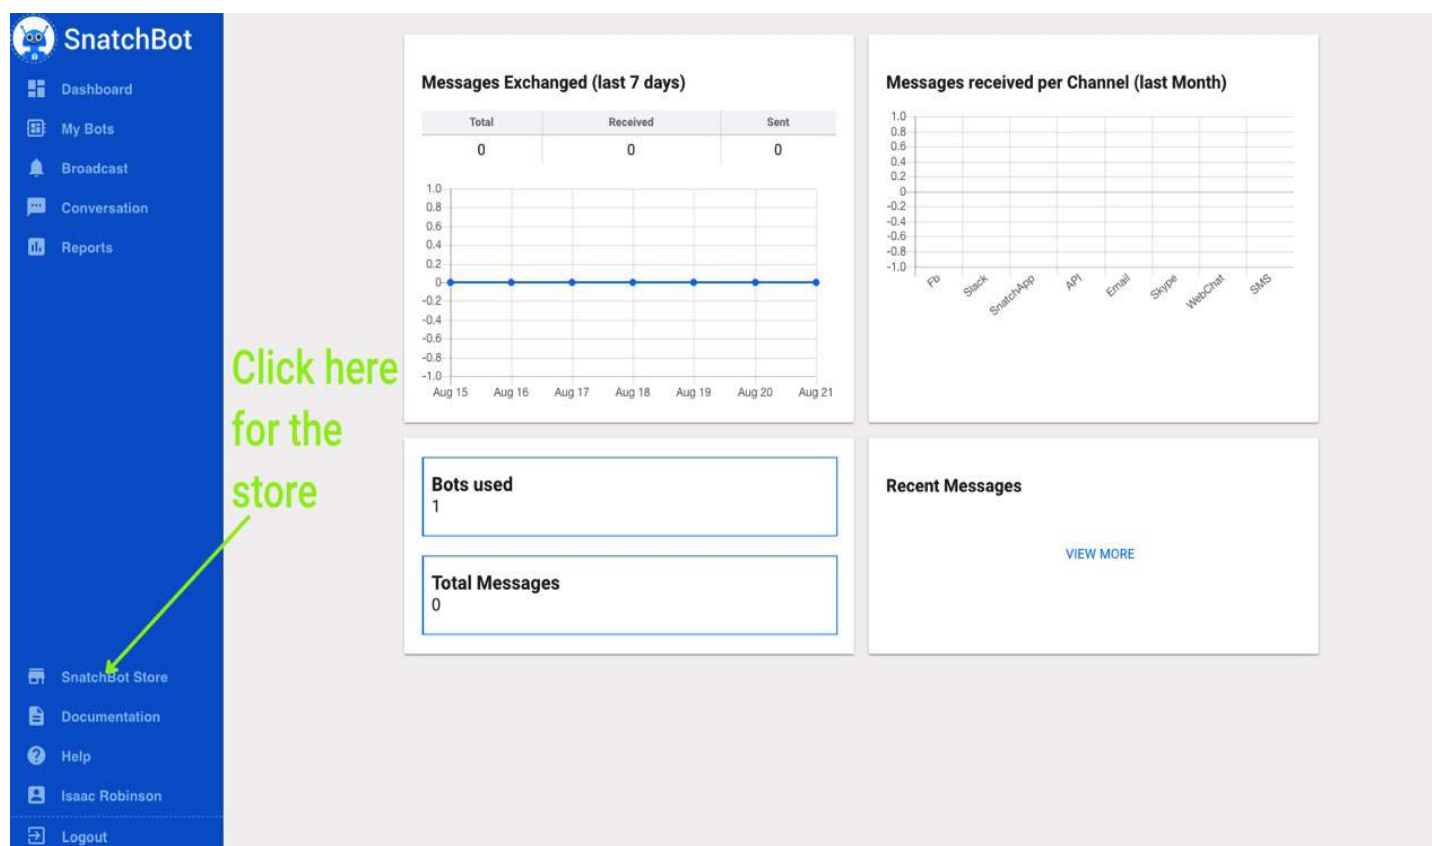 SnatchBot
Dashboard
My Bots
Broadcast
Conversation
Reports
Click here
for the
store
SnatchBot Store
Documentation
Help
Isaac Robinson
Logout
Messages Exchanged (last 7 days)
Total Received Sent
0 0 0
1.0
0.8
0.6
0.4
0.2
0
-0.2
-0.4
-0.6
-0.8
-1.0
Aug 15 Aug 16 Aug 17 Aug 18 Aug 19 Aug 20 Aug 21
Messages received per Channel (last Month)
1.0
0.8
0.6
0.4
0.2
0
-0.2
-0.4
-0.6
-0.8
-1.0
Fb Slack SnatchApp API Email Skype WebChat SMS
Bots used
1
Total Messages
0
Recent Messages
VIEW MORE